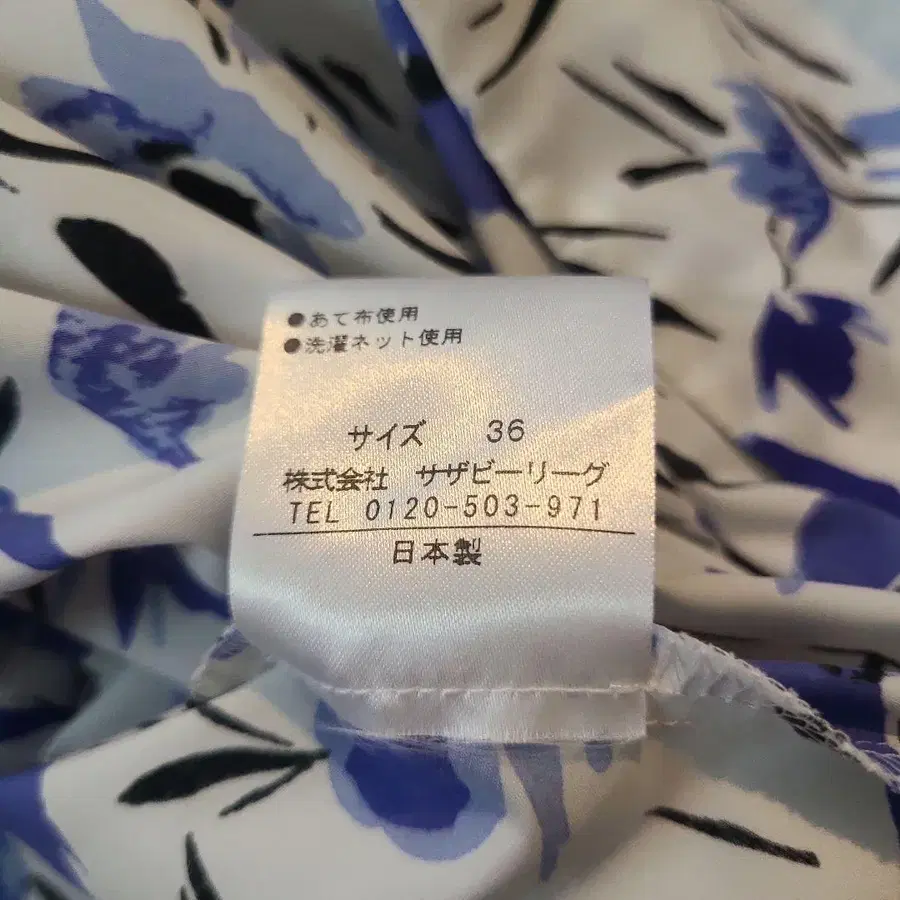 ●あて布使用
●洗濯ネット使用
サイズ 36
株式会社 サザビーリーグ
TEL 0120-503-971
日本製